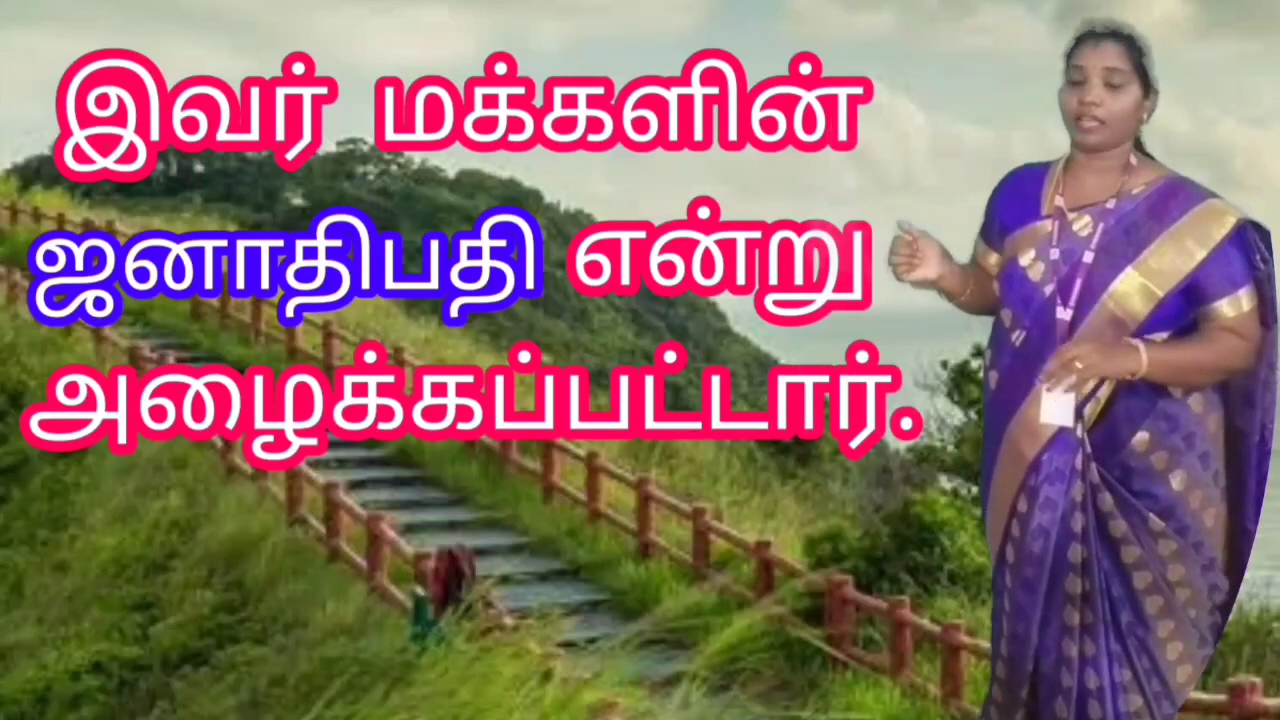 இவர் மக்களின்
ஜனாதிபதி என்று
அழைக்கப்பட்டார்.